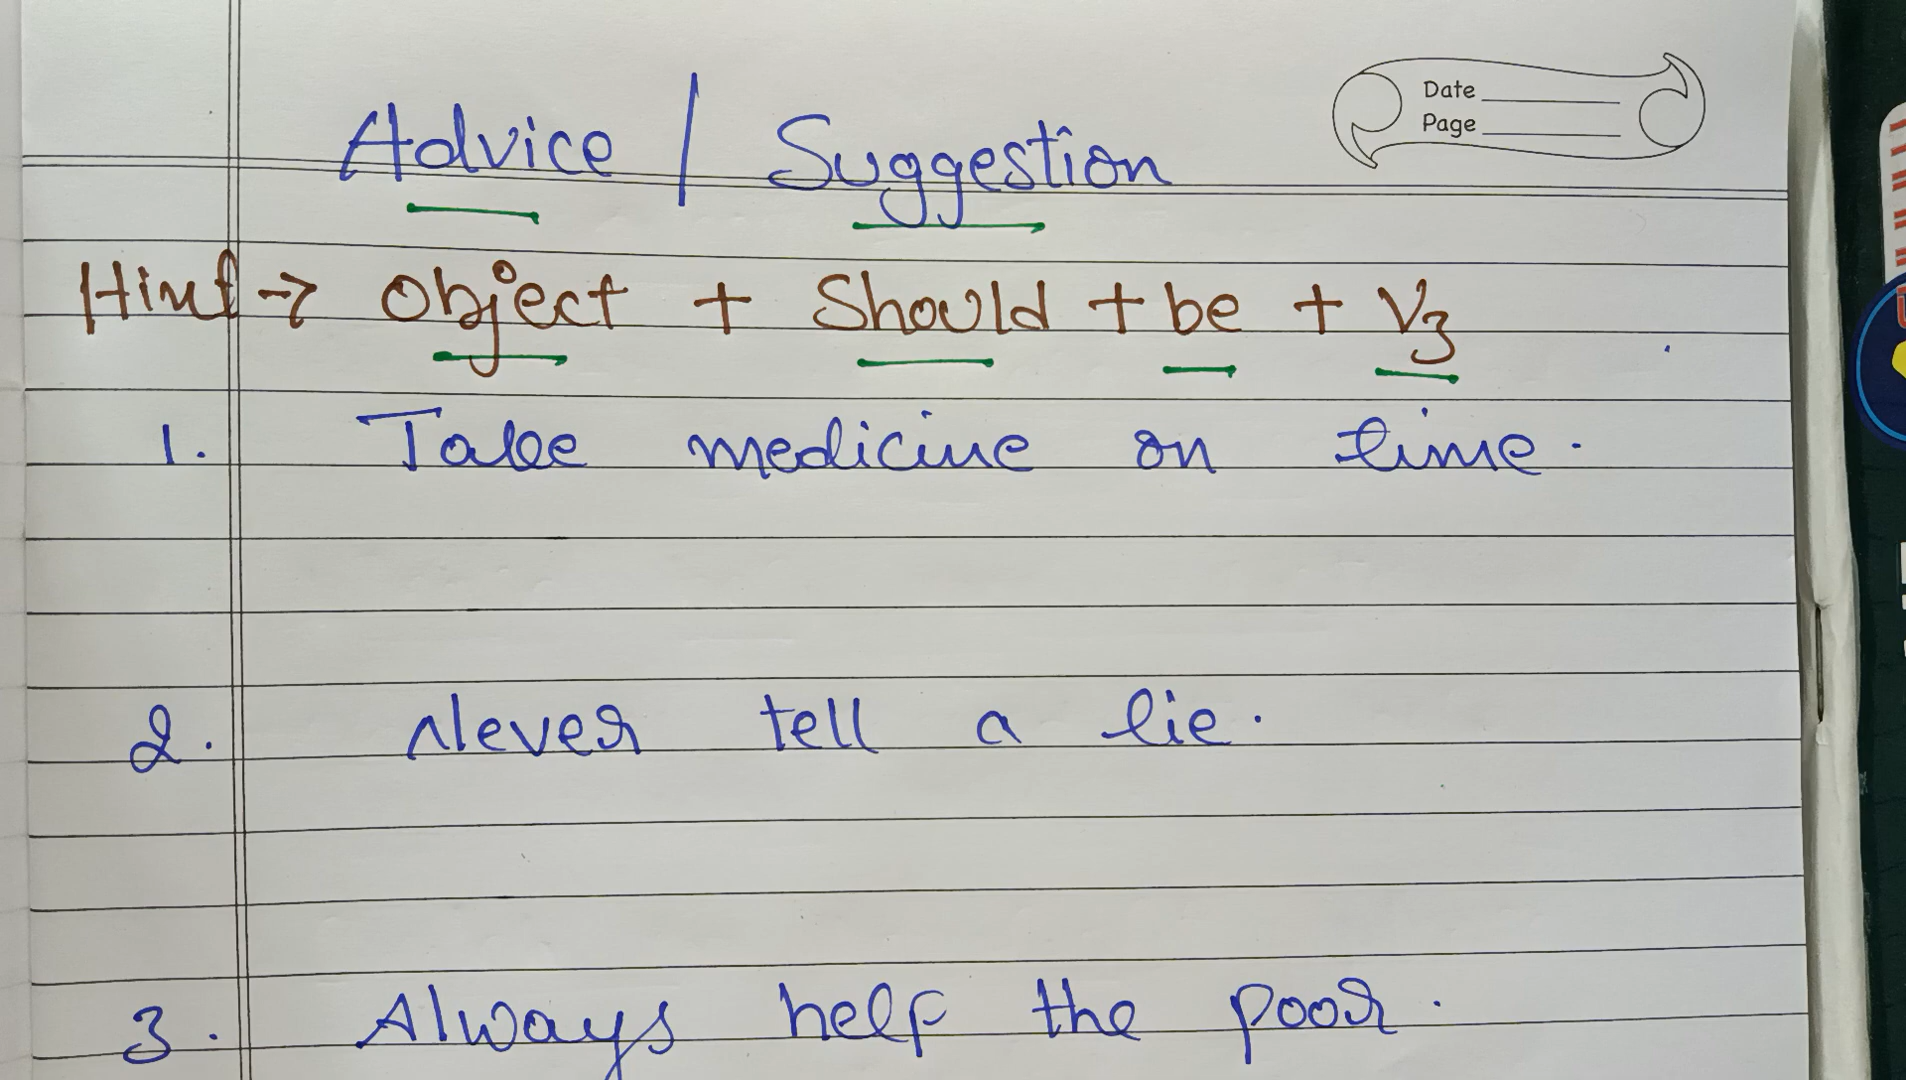 Date
Page
Advice / Suggestion
Hint → Object + Should + be + V3
1. Take medicine on time.
2. Never tell a lie.
3. Always help the poor.